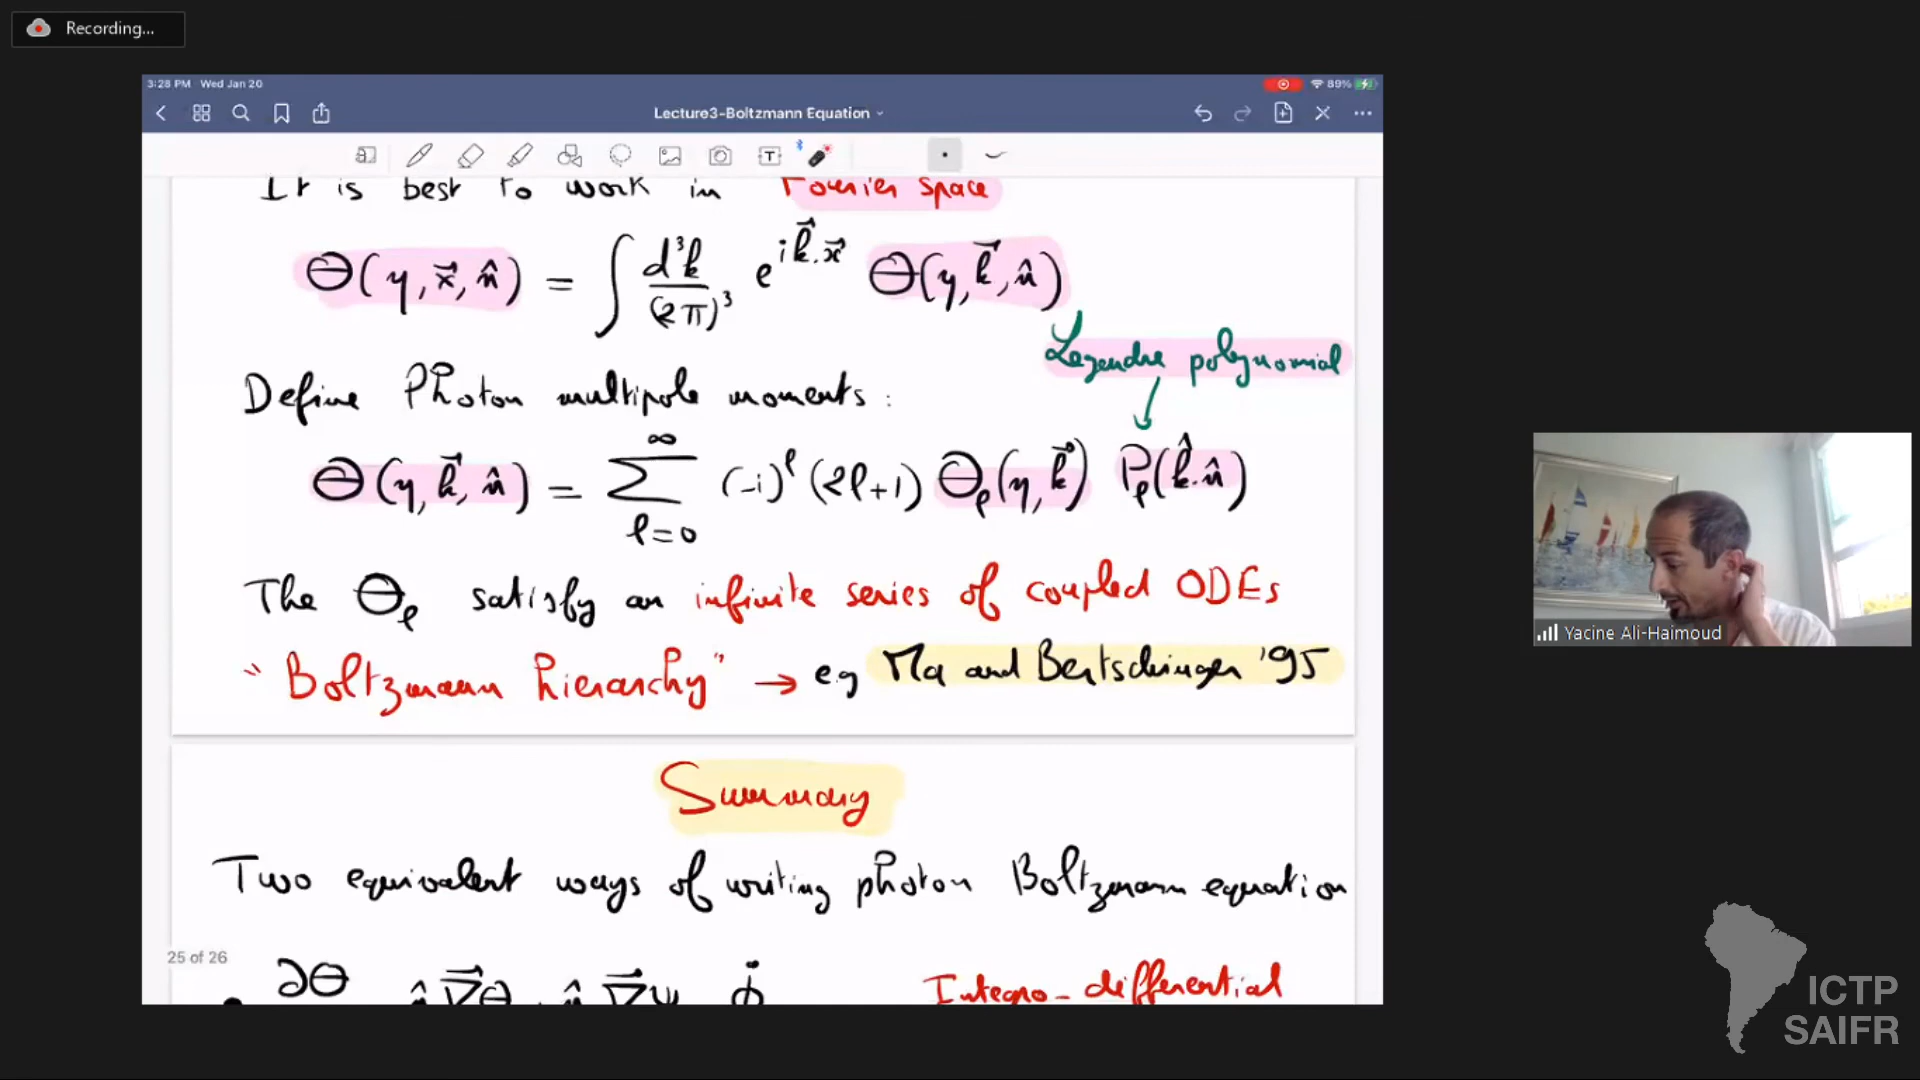 Recording...
3:28 PM Wed Jan 20
89%
Lecture3-Boltzmann Equation
It is best to work in Fourier space
Θ(η, x⃗, n̂) = ∫ d³k/(2π)³ e^{i k⃗.x⃗} Θ(η, k⃗, n̂)
Legendre polynomial
Define Photon multipole moments:
Θ(η, k⃗, n̂) = ∑_{ℓ=0}^{∞} (-i)^ℓ (2ℓ+1) Θ_ℓ(η, k⃗) P_ℓ(k̂.n̂)
The Θ_ℓ satisfy an infinite series of coupled ODEs
"Boltzmann hierarchy" → e.g Ma and Bertschinger '95
Summary
Two equivalent ways of writing photon Boltzmann equation
25 of 26
∂Θ n̂.∇⃗Θ n̂.∇⃗ψ φ̇ Integro-differential
Yacine Ali-Haimoud
ICTP
SAIFR